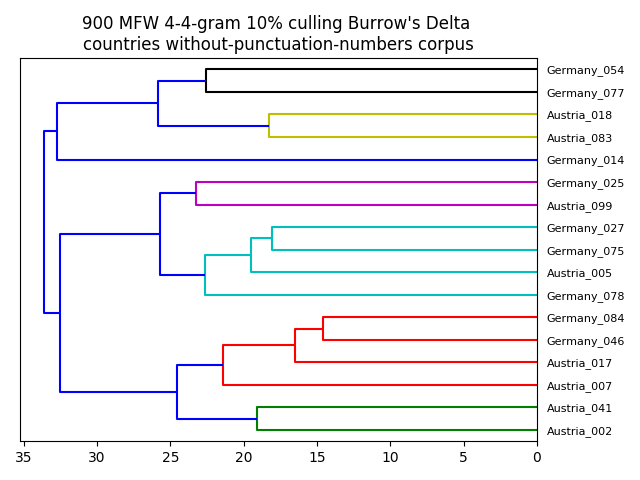 900 MFW 4-4-gram 10% culling Burrow's Delta
countries without-punctuation-numbers corpus
Germany_054
Germany_077
Austria_018
Austria_083
Germany_014
Germany_025
Austria_099
Germany_027
Germany_075
Austria_005
Germany_078
Germany_084
Germany_046
Austria_017
Austria_007
Austria_041
Austria_002
35 30 25 20 15 10 5 0